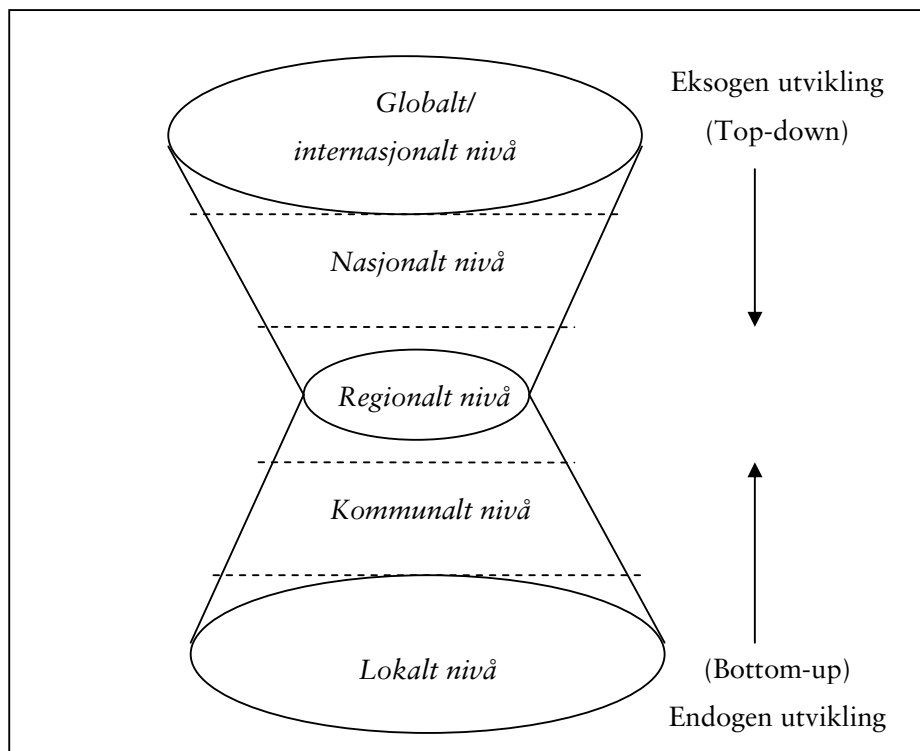 Globalt/
internasjonalt nivå
Eksogen utvikling
(Top-down)
Nasjonalt nivå
Regionalt nivå
Kommunalt nivå
Lokalt nivå
(Bottom-up)
Endogen utvikling